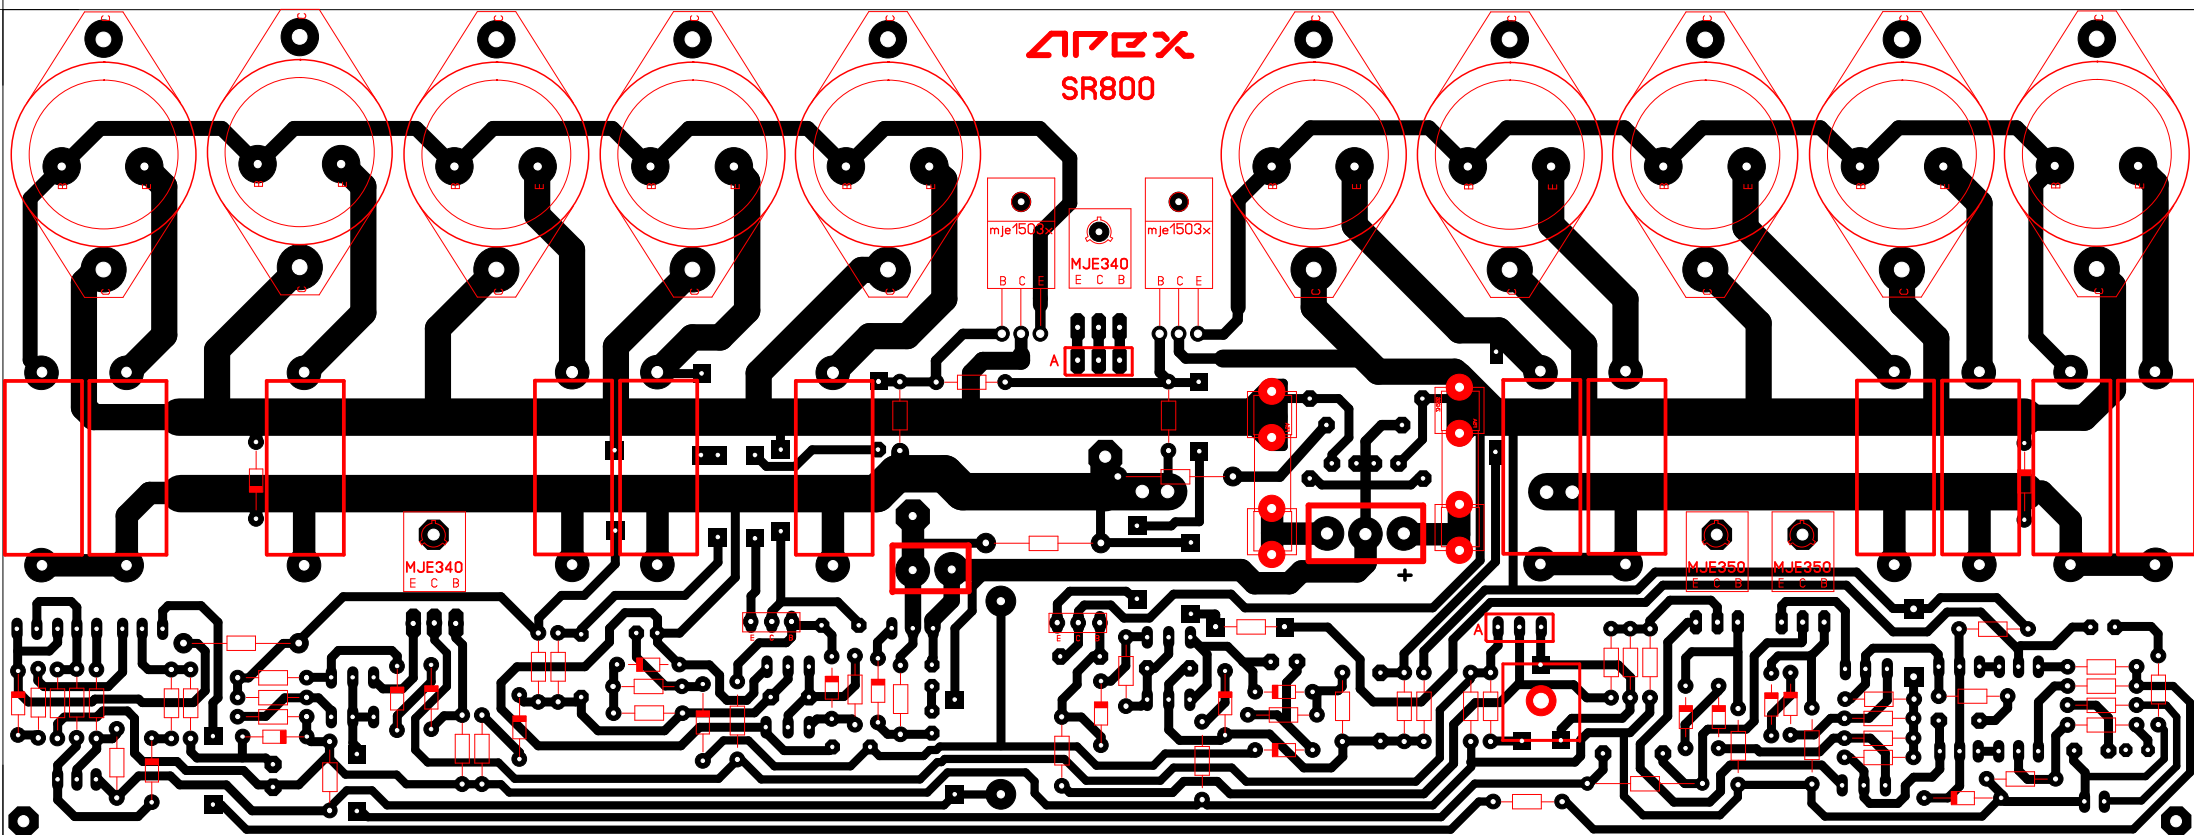 C C C C C C C C C C
APEX
SR800
B E B E B E B E B E B E B E B E B E B E
mje1503x mje1503x
MJE340
B C E E C B B C E
C C C C C C C C C C
A
MJE340
E C B
+
MJE350 MJE350
E C B E C B
E C B E C B
A